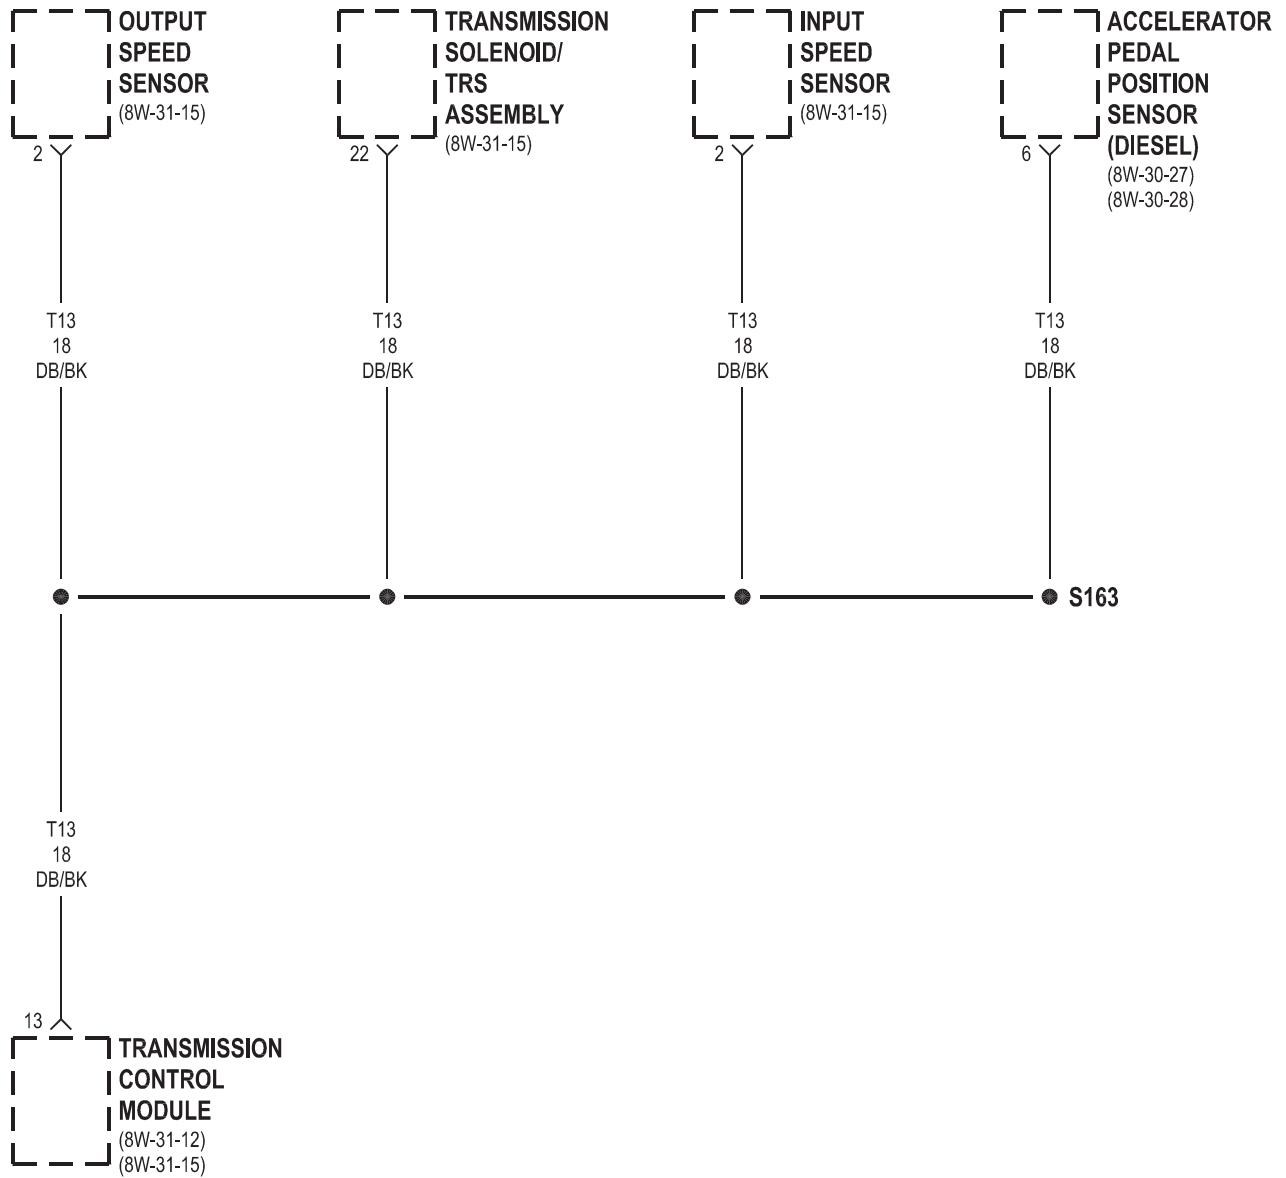 OUTPUT
SPEED
SENSOR
(8W-31-15)
2
TRANSMISSION
SOLENOID/
TRS
ASSEMBLY
(8W-31-15)
22
INPUT
SPEED
SENSOR
(8W-31-15)
2
ACCELERATOR
PEDAL
POSITION
SENSOR
(DIESEL)
(8W-30-27)
(8W-30-28)
6
T13
18
DB/BK
T13
18
DB/BK
T13
18
DB/BK
T13
18
DB/BK
S163
T13
18
DB/BK
13
TRANSMISSION
CONTROL
MODULE
(8W-31-12)
(8W-31-15)